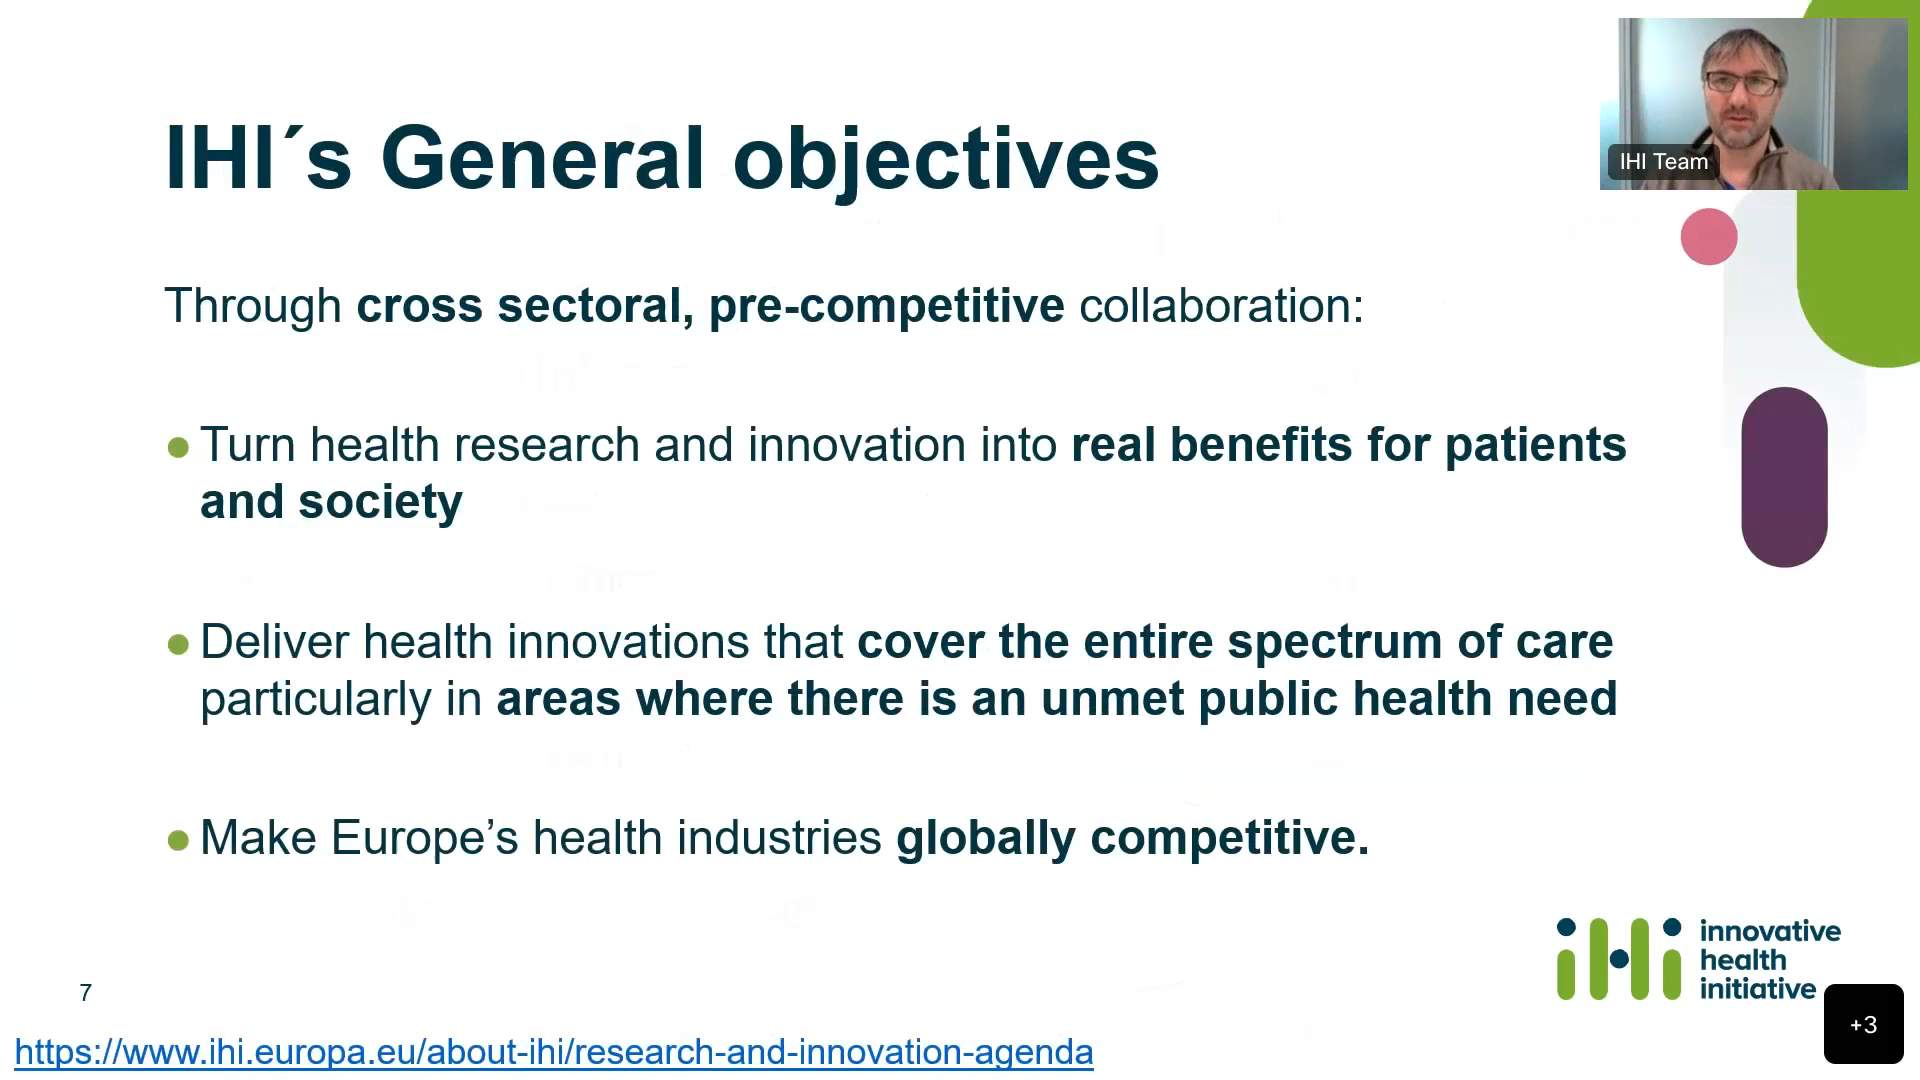 IHI´s General objectives
IHI Team
Through cross sectoral, pre-competitive collaboration:
Turn health research and innovation into real benefits for patients
and society
Deliver health innovations that cover the entire spectrum of care
particularly in areas where there is an unmet public health need
Make Europe’s health industries globally competitive.
iHi
innovative
health
initiative
7
+3
https://www.ihi.europa.eu/about-ihi/research-and-innovation-agenda